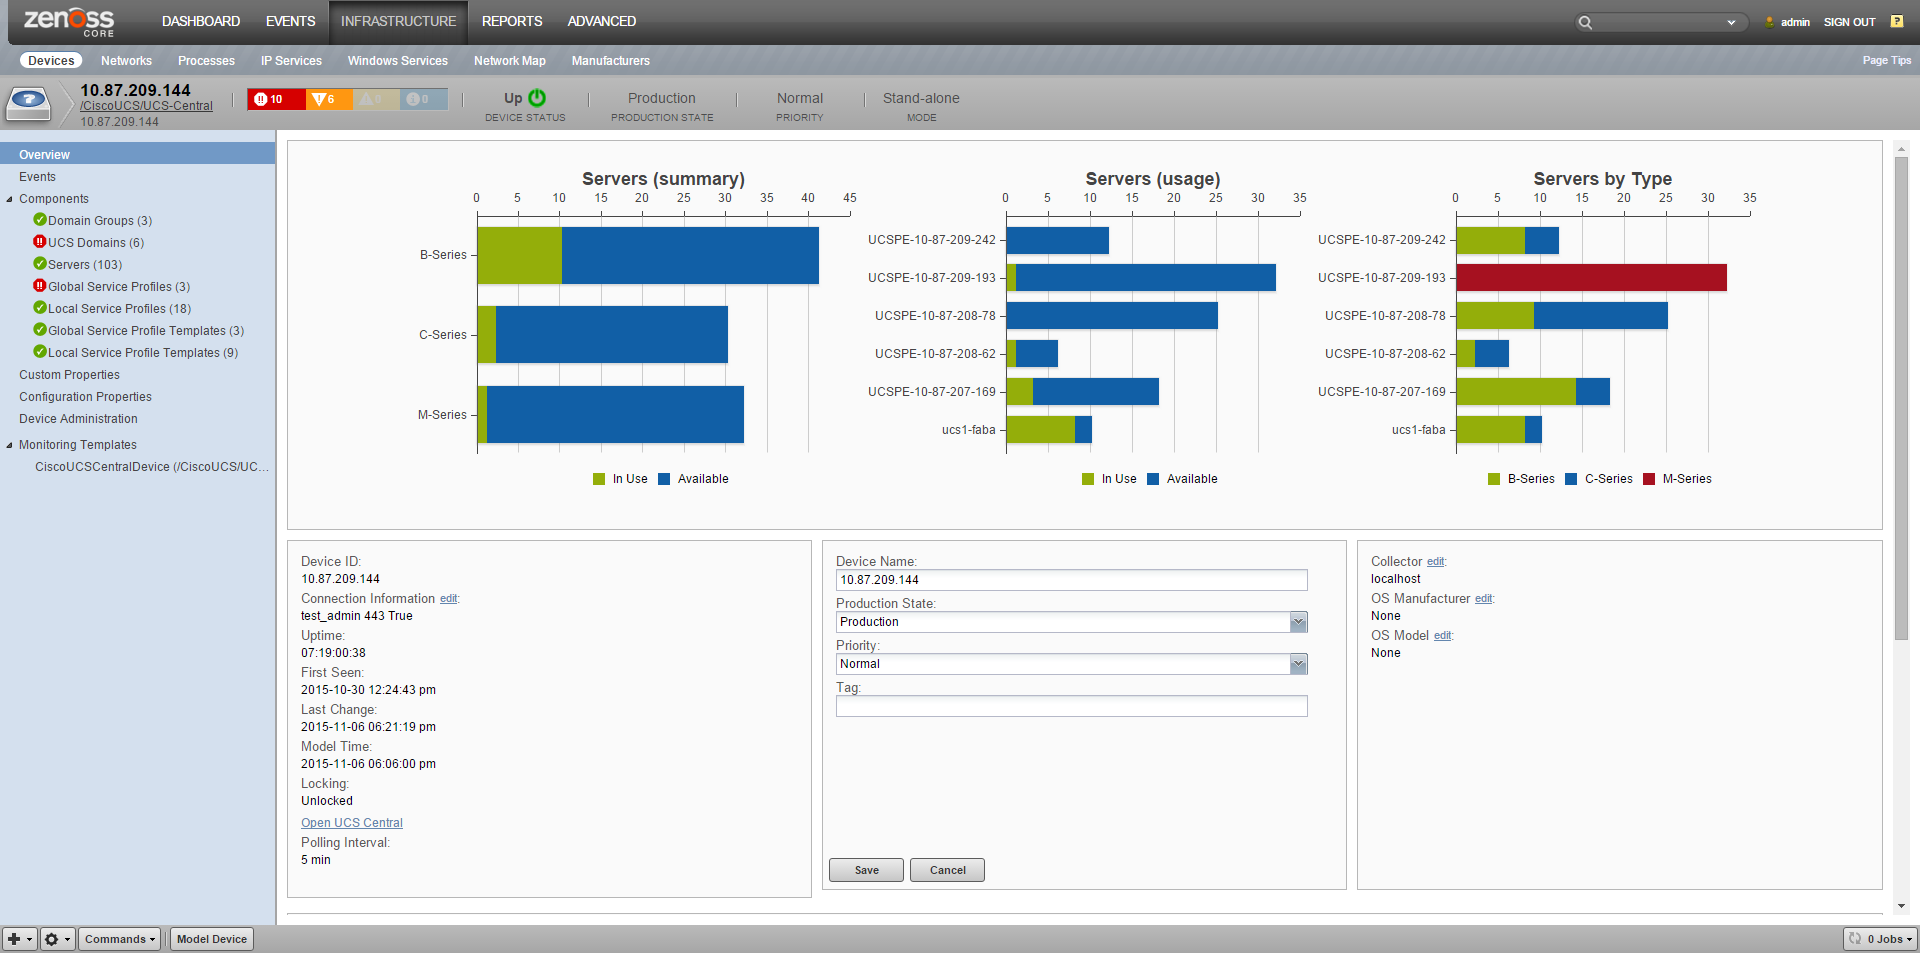 zenoss
CORE
DASHBOARD EVENTS INFRASTRUCTURE REPORTS ADVANCED
admin SIGN OUT ?
Devices Networks Processes IP Services Windows Services Network Map Manufacturers Page Tips
10.87.209.144
/CiscoUCS/UCS-Central
10.87.209.144
10 6 0 0
Up
DEVICE STATUS
Production
PRODUCTION STATE
Normal
PRIORITY
Stand-alone
MODE
Overview
Events
Components
Domain Groups (3)
UCS Domains (6)
Servers (103)
Global Service Profiles (3)
Local Service Profiles (18)
Global Service Profile Templates (3)
Local Service Profile Templates (9)
Custom Properties
Configuration Properties
Device Administration
Monitoring Templates
CiscoUCSCentralDevice (/CiscoUCS/UC...
Servers (summary)
0 5 10 15 20 25 30 35 40 45
B-Series
C-Series
M-Series
In Use Available
Servers (usage)
0 5 10 15 20 25 30 35
UCSPE-10-87-209-242
UCSPE-10-87-209-193
UCSPE-10-87-208-78
UCSPE-10-87-208-62
UCSPE-10-87-207-169
ucs1-faba
In Use Available
Servers by Type
0 5 10 15 20 25 30 35
UCSPE-10-87-209-242
UCSPE-10-87-209-193
UCSPE-10-87-208-78
UCSPE-10-87-208-62
UCSPE-10-87-207-169
ucs1-faba
B-Series C-Series M-Series
Device ID:
10.87.209.144
Connection Information edit:
test_admin 443 True
Uptime:
07:19:00:38
First Seen:
2015-10-30 12:24:43 pm
Last Change:
2015-11-06 06:21:19 pm
Model Time:
2015-11-06 06:06:00 pm
Locking:
Unlocked
Open UCS Central
Polling Interval:
5 min
Device Name:
10.87.209.144
Production State:
Production
Priority:
Normal
Tag:
Save Cancel
Collector edit:
localhost
OS Manufacturer edit:
None
OS Model edit:
None
Commands Model Device 0 Jobs